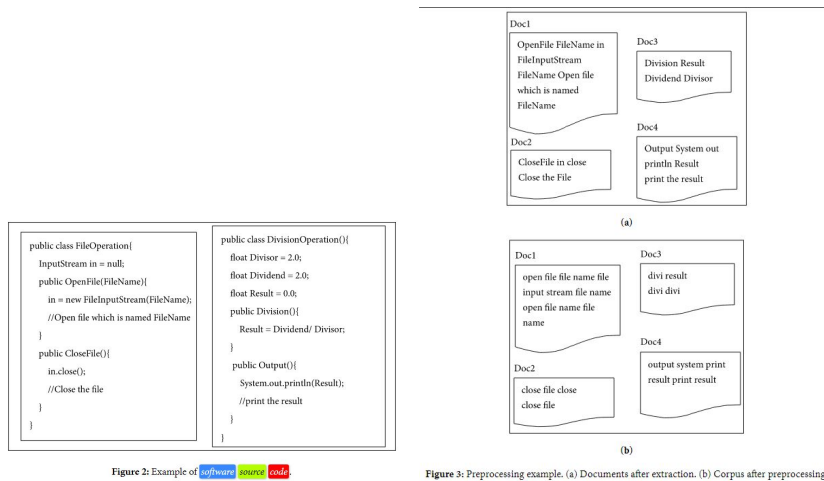 public class FileOperation{
InputStream in = null;
public OpenFile(FileName){
in = new FileInputStream(FileName);
//Open file which is named FileName
}
public CloseFile(){
in.close();
//Close the file
}
}
public class DivisionOperation(){
float Divisor = 2.0;
float Dividend = 2.0;
float Result = 0.0;
public Division(){
Result = Dividend/ Divisor;
}
public Output(){
System.out.println(Result);
//print the result
}
}
Figure 2: Example of software source code.
Doc1
OpenFile FileName in
FileInputStream
FileName Open file
which is named
FileName
Doc2
CloseFile in close
Close the File
Doc3
Division Result
Dividend Divisor
Doc4
Output System out
println Result
print the result
(a)
Doc1
open file file name file
input stream file name
open file name file
name
Doc2
close file close
close file
Doc3
divi result
divi divi
Doc4
output system print
result print result
(b)
Figure 3: Preprocessing example. (a) Documents after extraction. (b) Corpus after preprocessing